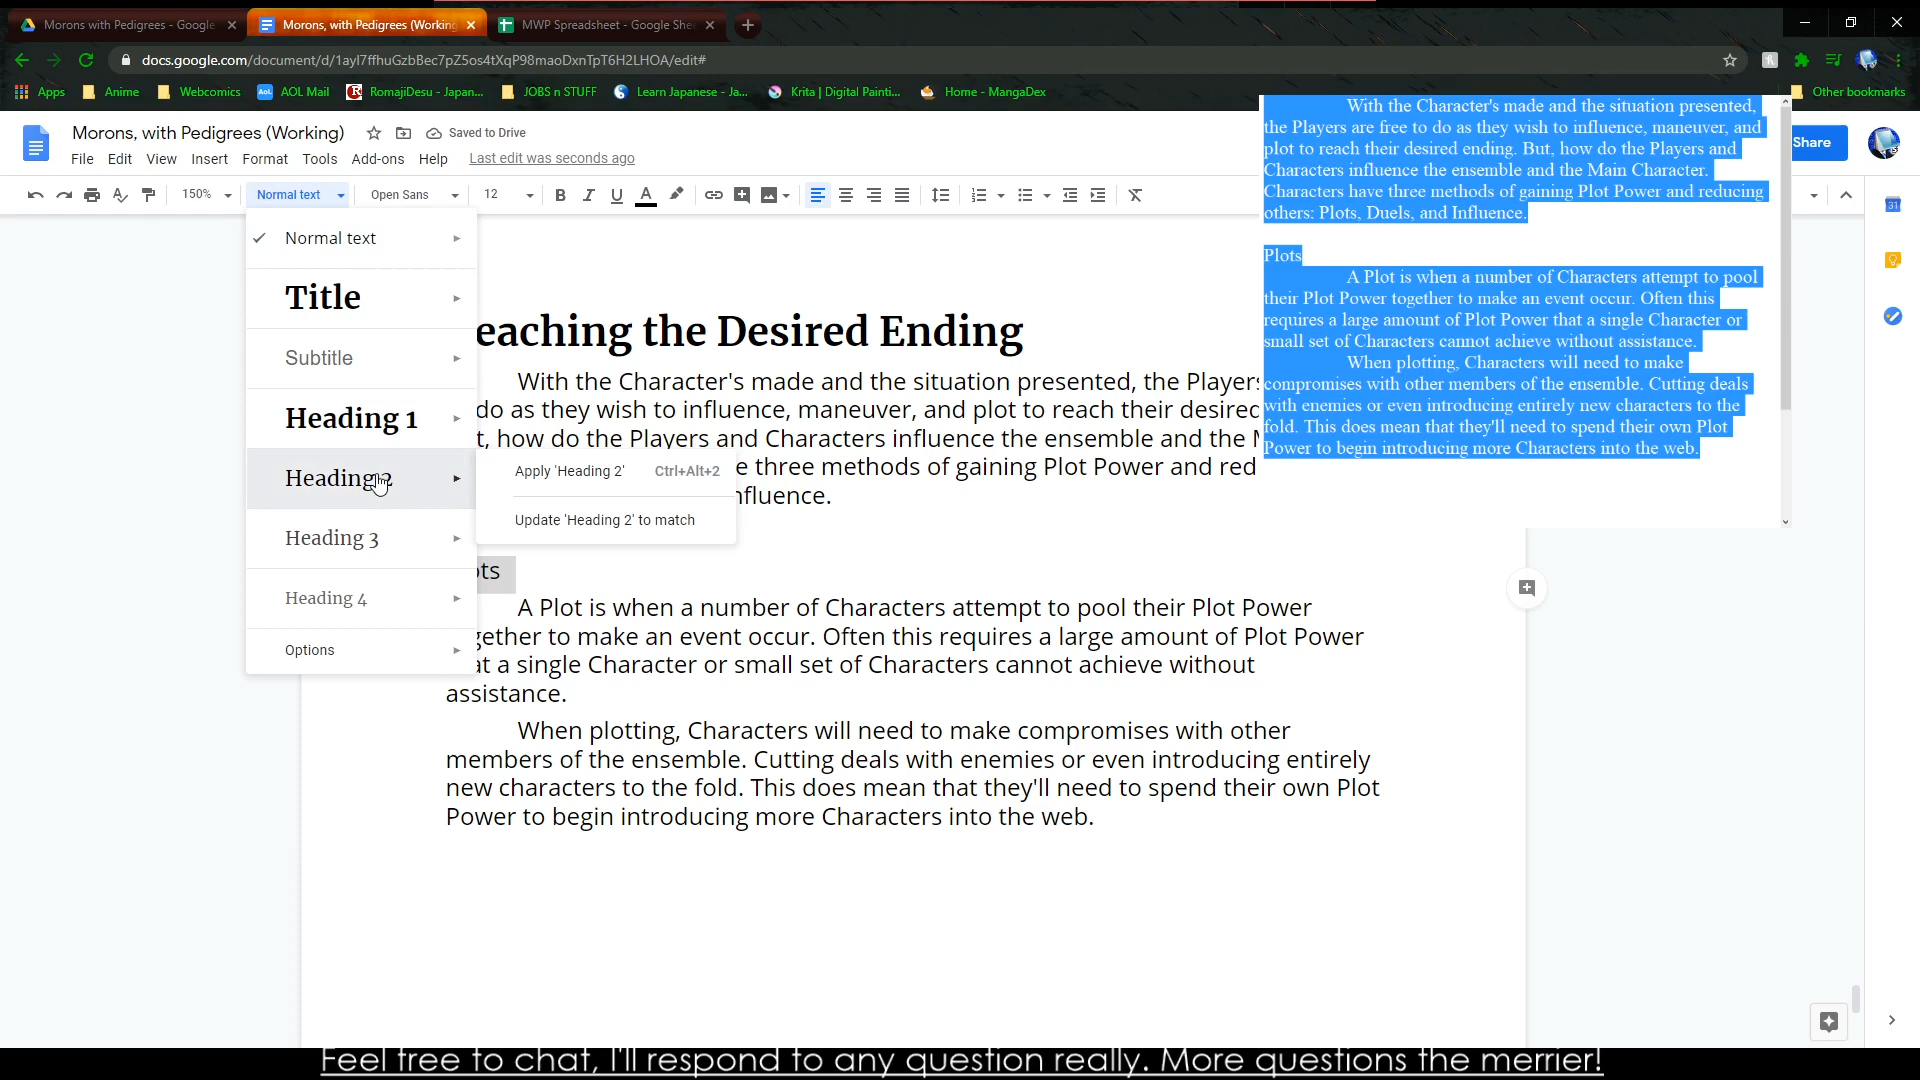 Morons with Pedigrees - Google
Morons, with Pedigrees (Working
MWP Spreadsheet - Google She
docs.google.com/document/d/1ayl7ffhuGzbBec7pZ5os4tXqP98maoDxnTpT6H2LHOA/edit#
Apps
Anime
Webcomics
AOL Mail
RomajiDesu - Japan...
JOBS n STUFF
Learn Japanese - Ja...
Krita | Digital Painti...
Home - MangaDex
Other bookmarks
Morons, with Pedigrees (Working)
Saved to Drive
File Edit View Insert Format Tools Add-ons Help
Last edit was seconds ago
Share
150%
Normal text
Open Sans
12
31
Normal text
Title
Subtitle
Heading 1
Heading 2
Heading 3
Heading 4
Options
Apply 'Heading 2' Ctrl+Alt+2
Update 'Heading 2' to match
eaching the Desired Ending
With the Character's made and the situation presented, the Players
do as they wish to influence, maneuver, and plot to reach their desired
t, how do the Players and Characters influence the ensemble and the M
e three methods of gaining Plot Power and red
nfluence.
ots
A Plot is when a number of Characters attempt to pool their Plot Power
gether to make an event occur. Often this requires a large amount of Plot Power
at a single Character or small set of Characters cannot achieve without
assistance.
When plotting, Characters will need to make compromises with other
members of the ensemble. Cutting deals with enemies or even introducing entirely
new characters to the fold. This does mean that they'll need to spend their own Plot
Power to begin introducing more Characters into the web.
With the Character's made and the situation presented,
the Players are free to do as they wish to influence, maneuver, and
plot to reach their desired ending. But, how do the Players and
Characters influence the ensemble and the Main Character.
Characters have three methods of gaining Plot Power and reducing
others: Plots, Duels, and Influence.
Plots
A Plot is when a number of Characters attempt to pool
their Plot Power together to make an event occur. Often this
requires a large amount of Plot Power that a single Character or
small set of Characters cannot achieve without assistance.
When plotting, Characters will need to make
compromises with other members of the ensemble. Cutting deals
with enemies or even introducing entirely new characters to the
fold. This does mean that they'll need to spend their own Plot
Power to begin introducing more Characters into the web.
Feel free to chat, I'll respond to any question really. More questions the merrier!